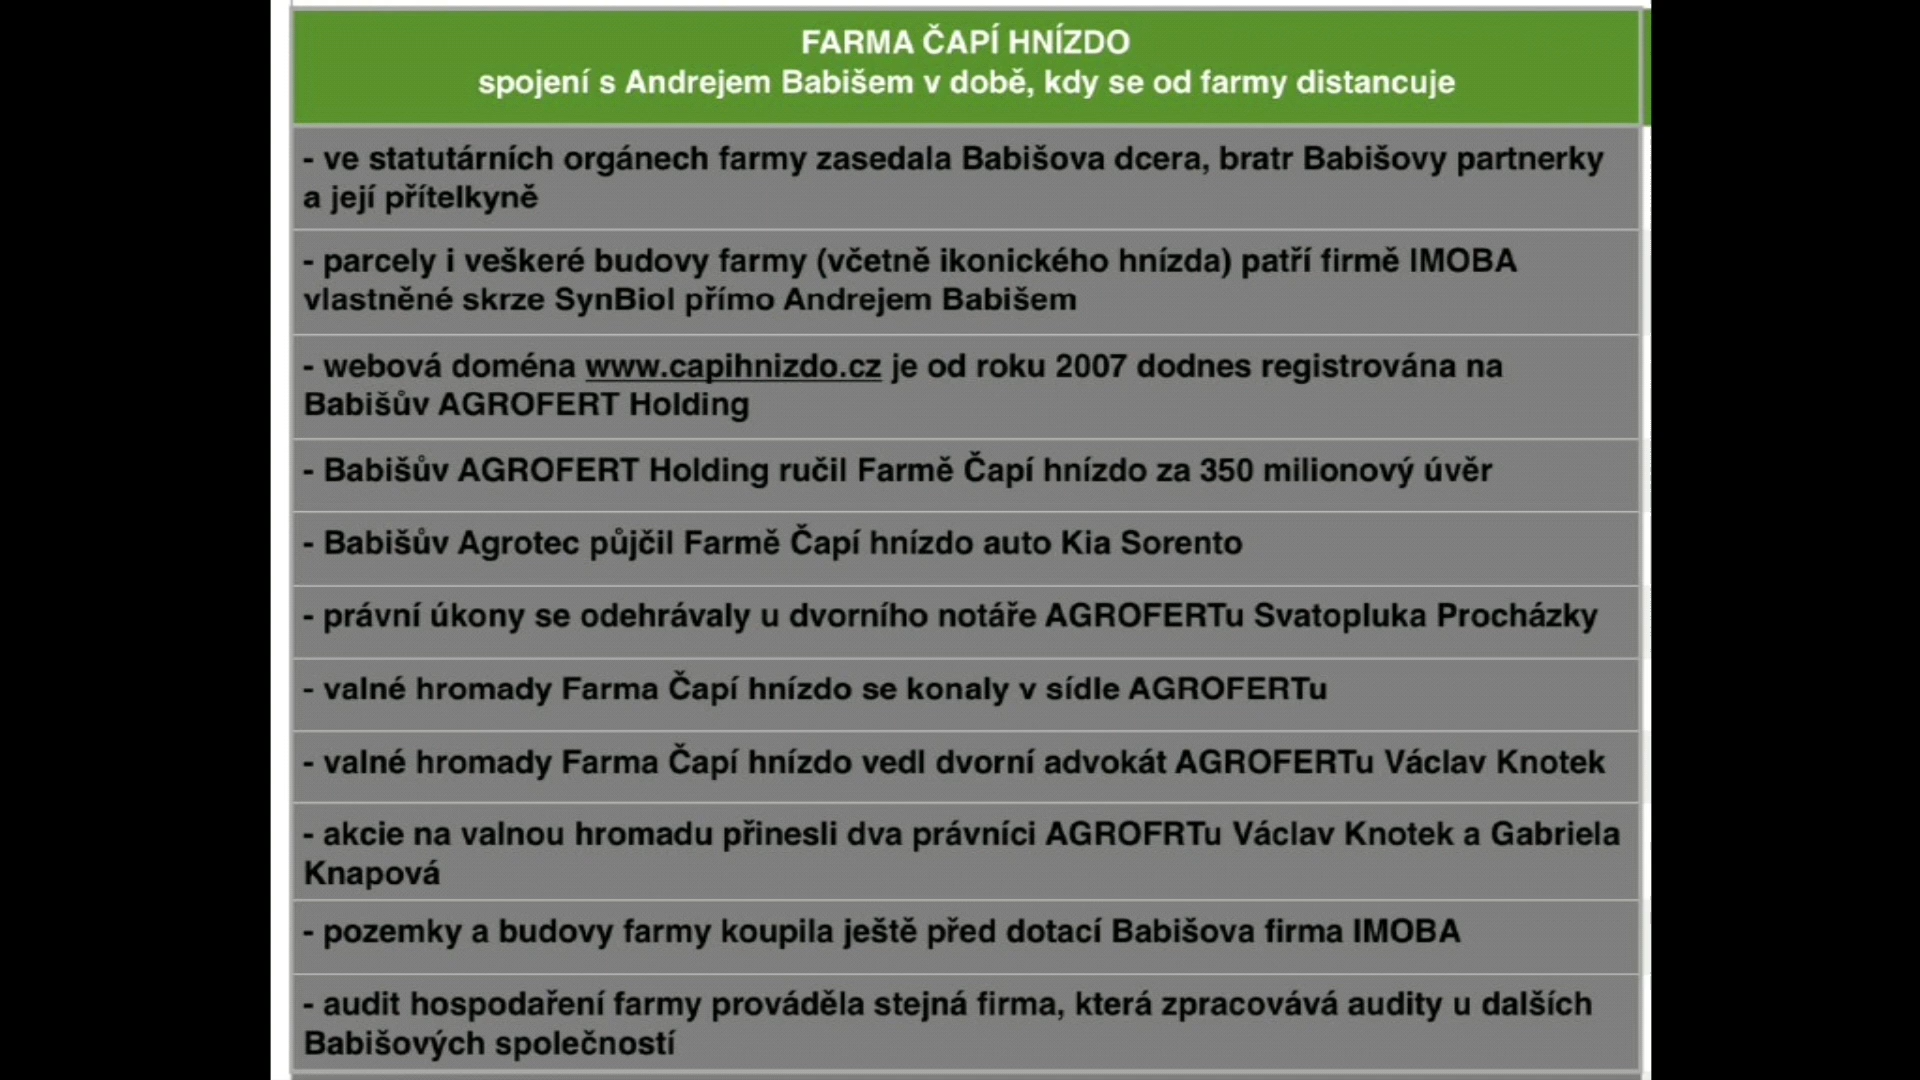 FARMA ČAPÍ HNÍZDO
spojení s Andrejem Babišem v době, kdy se od farmy distancuje
- ve statutárních orgánech farmy zasedala Babišova dcera, bratr Babišovy partnerky
a její přítelkyně
- parcely i veškeré budovy farmy (včetně ikonického hnízda) patří firmě IMOBA
vlastněné skrze SynBiol přímo Andrejem Babišem
- webová doména www.capihnizdo.cz je od roku 2007 dodnes registrována na
Babišův AGROFERT Holding
- Babišův AGROFERT Holding ručil Farmě Čapí hnízdo za 350 milionový úvěr
- Babišův Agrotec půjčil Farmě Čapí hnízdo auto Kia Sorento
- právní úkony se odehrávaly u dvorního notáře AGROFERTu Svatopluka Procházky
- valné hromady Farma Čapí hnízdo se konaly v sídle AGROFERTu
- valné hromady Farma Čapí hnízdo vedl dvorní advokát AGROFERTu Václav Knotek
- akcie na valnou hromadu přinesli dva právníci AGROFRTu Václav Knotek a Gabriela
Knapová
- pozemky a budovy farmy koupila ještě před dotací Babišova firma IMOBA
- audit hospodaření farmy prováděla stejná firma, která zpracovává audity u dalších
Babišových společností